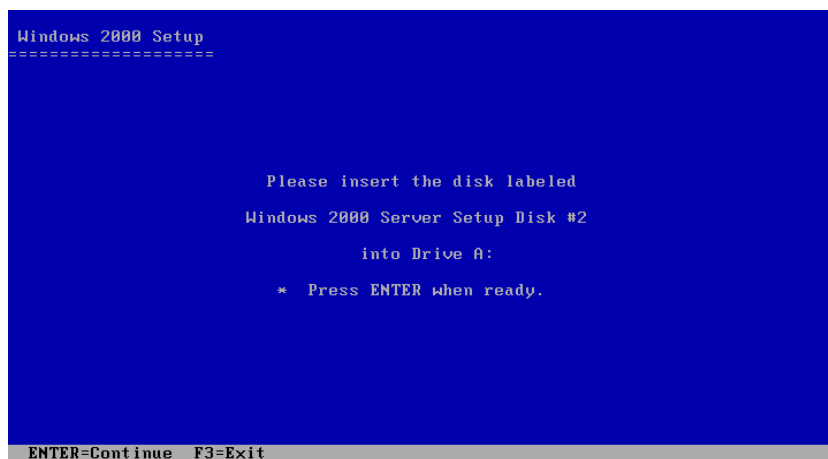 Windows 2000 Setup
====================
Please insert the disk labeled
Windows 2000 Server Setup Disk #2
into Drive A:
* Press ENTER when ready.
ENTER=Continue F3=Exit